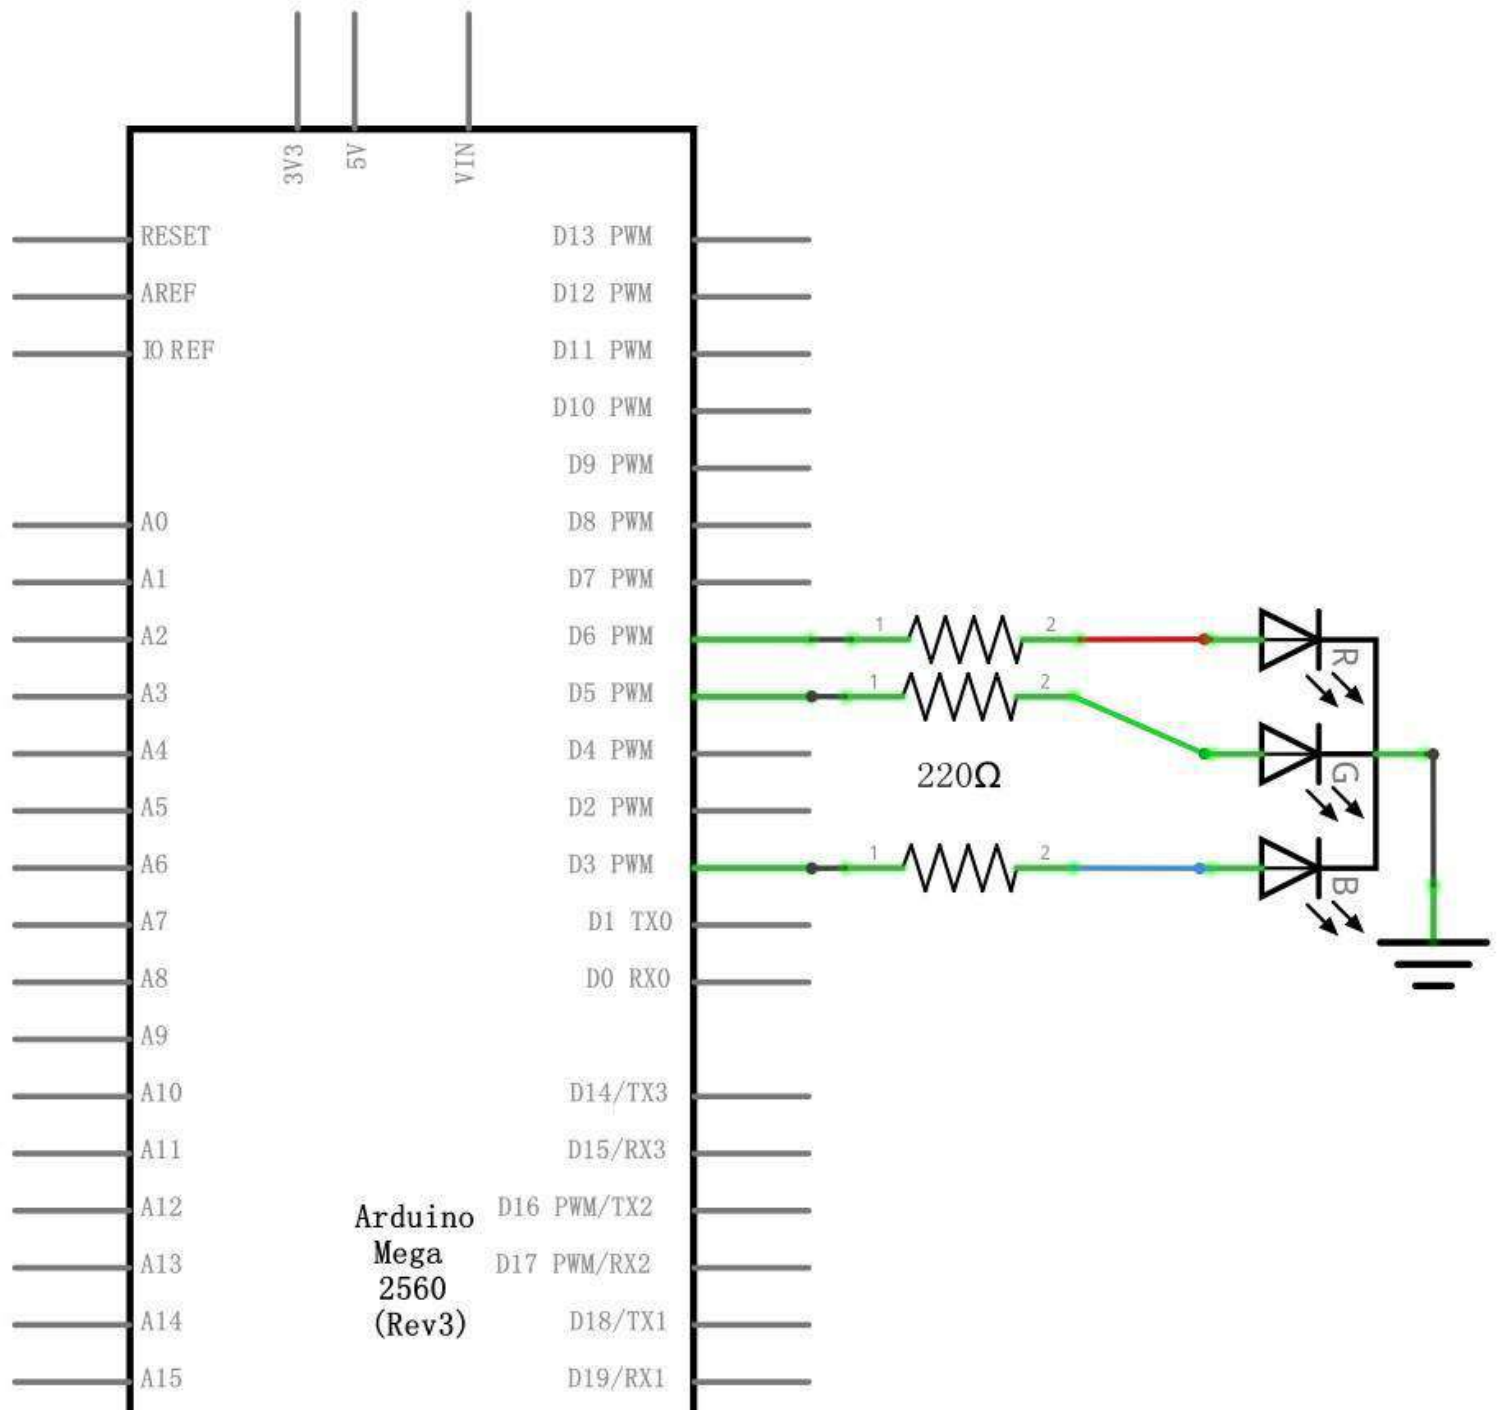 3V3
5V
VIN
RESET
AREF
IO REF
A0
A1
A2
A3
A4
A5
A6
A7
A8
A9
A10
A11
A12
A13
A14
A15
D13 PWM
D12 PWM
D11 PWM
D10 PWM
D9 PWM
D8 PWM
D7 PWM
D6 PWM
D5 PWM
D4 PWM
D2 PWM
D3 PWM
D1 TX0
D0 RX0
D14/TX3
D15/RX3
D16 PWM/TX2
D17 PWM/RX2
D18/TX1
D19/RX1
Arduino
Mega
2560
(Rev3)
1
2
1
2
220Ω
1
2
R
G
B